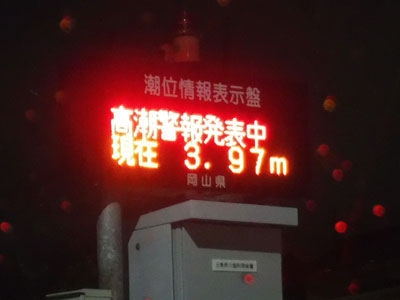 潮位情報表示盤
高潮警報発表中
現在 3.97m
岡山県